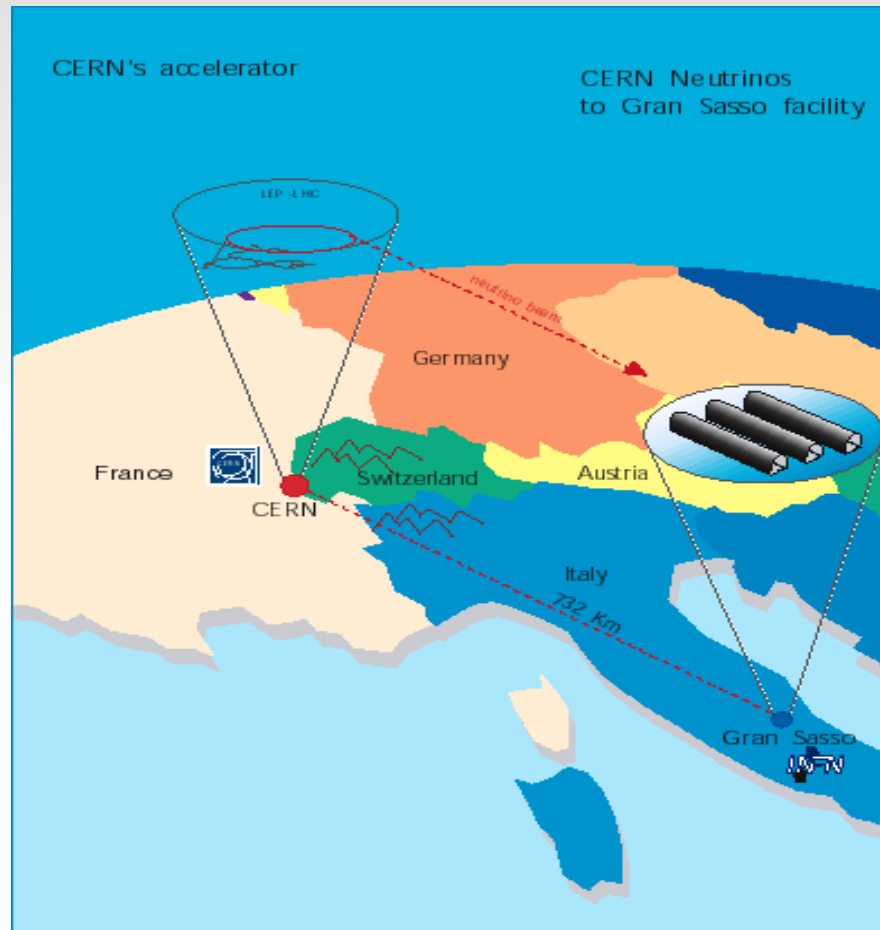 CERN's accelerator
CERN Neutrinos
to Gran Sasso facility
LEP - LHC
neutrino beam
Germany
France
Switzerland
Austria
CERN
Italy
732 Km
Gran Sasso